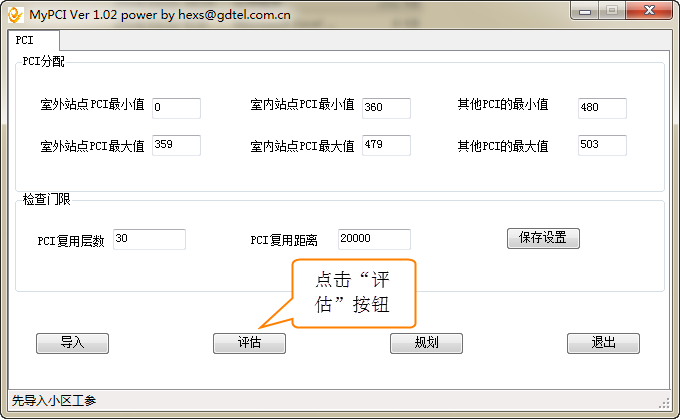 MyPCI Ver 1.02 power by hexs@gdtel.com.cn
PCI
PCI分配
室外站点PCI最小值 0 室内站点PCI最小值 360 其他PCI的最小值 480
室外站点PCI最大值 359 室内站点PCI最大值 479 其他PCI的最大值 503
检查门限
PCI复用层数 30 PCI复用距离 20000 保存设置
点击“评
估”按钮
导入 评估 规划 退出
先导入小区工参